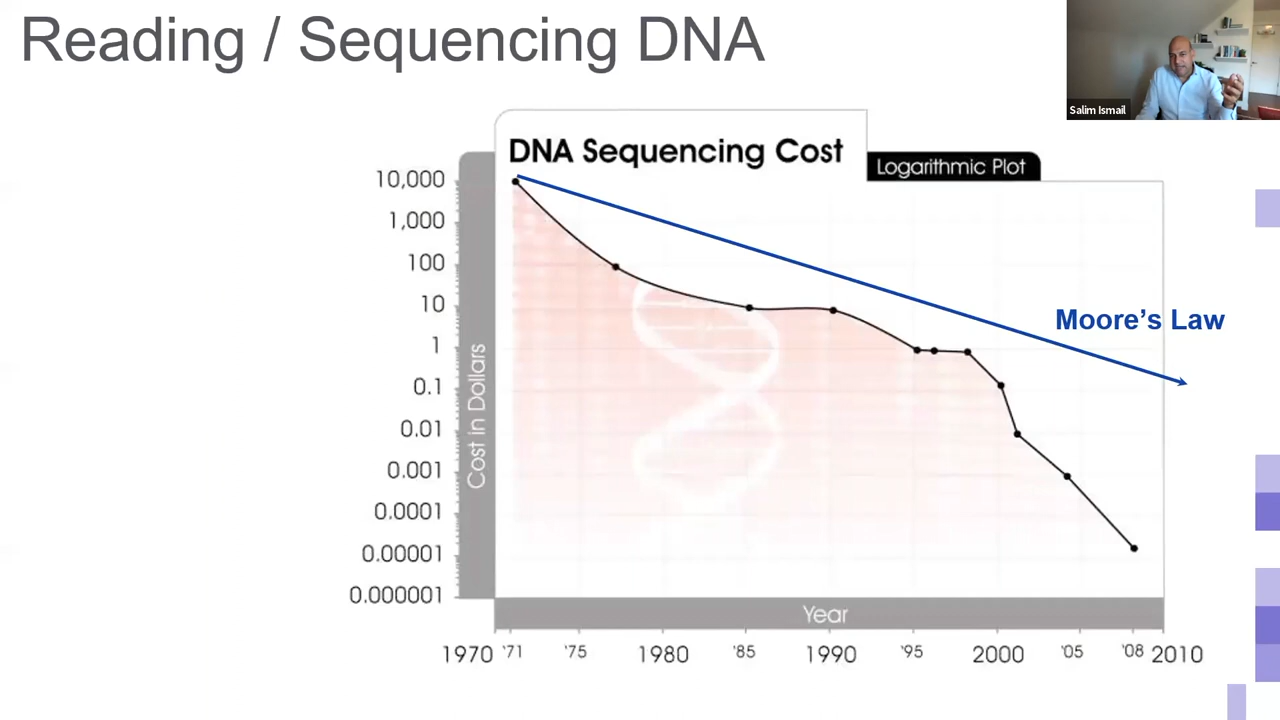 Reading / Sequencing DNA
Salim Ismail
DNA Sequencing Cost
Logarithmic Plot
10,000
1,000
100
10
1
0.1
0.01
0.001
0.0001
0.00001
0.000001
Cost in Dollars
Moore’s Law
Year
1970 '71 '75 1980 '85 1990 '95 2000 '05 '08 2010